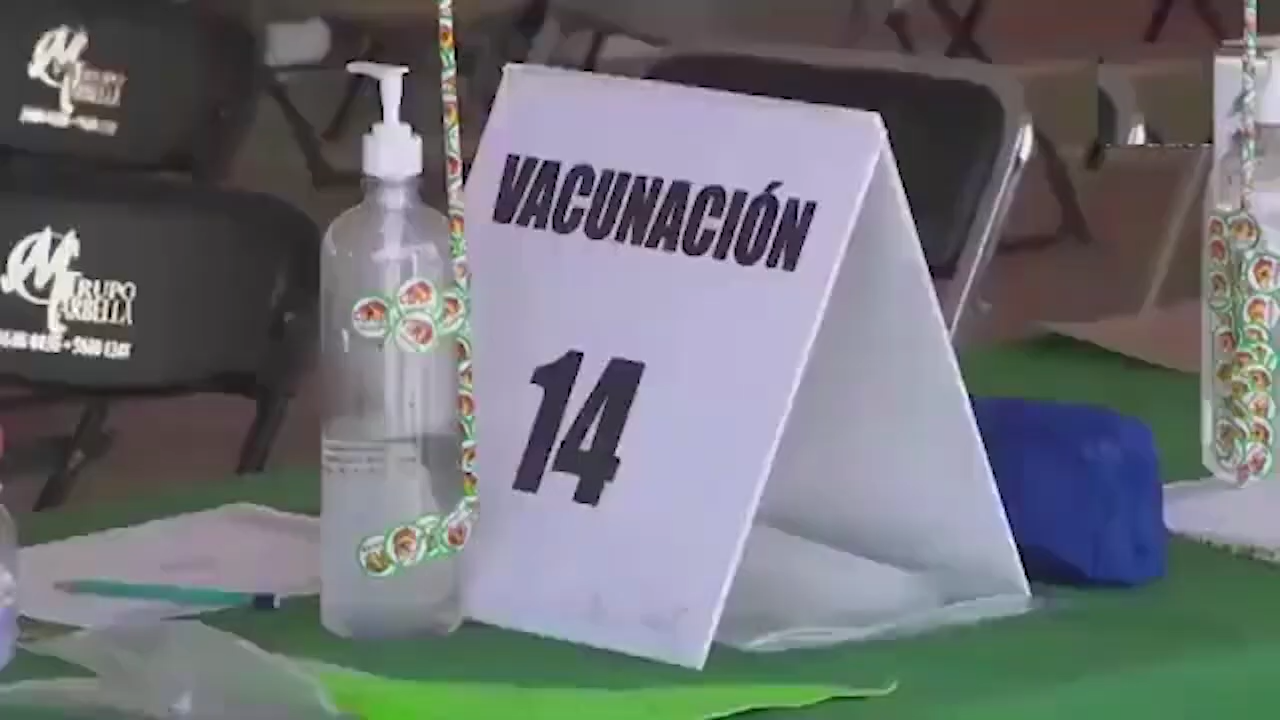 GRUPO
MARBELLA
GRUPO
MARBELLA
VACUNACIÓN
14